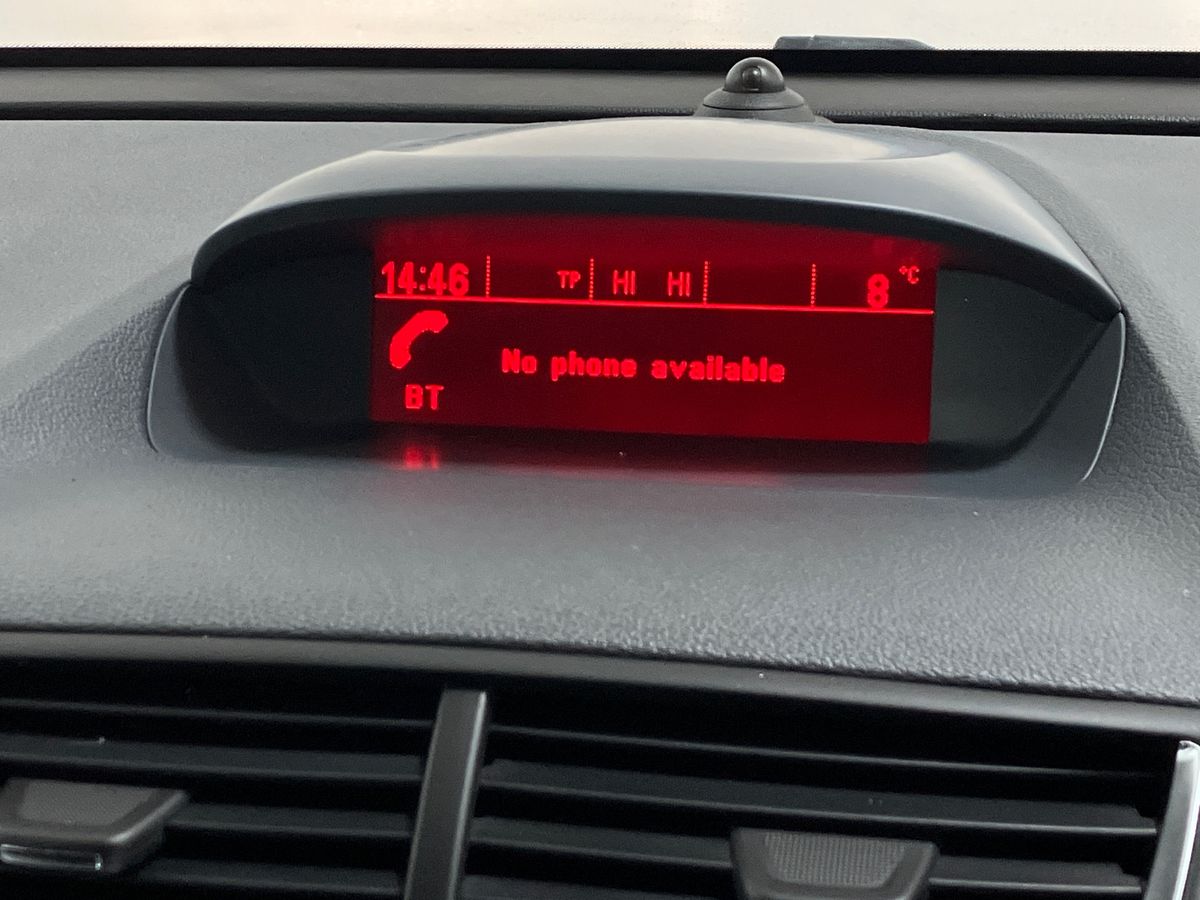 14:46 TP HI HI 8 °C
No phone available
BT